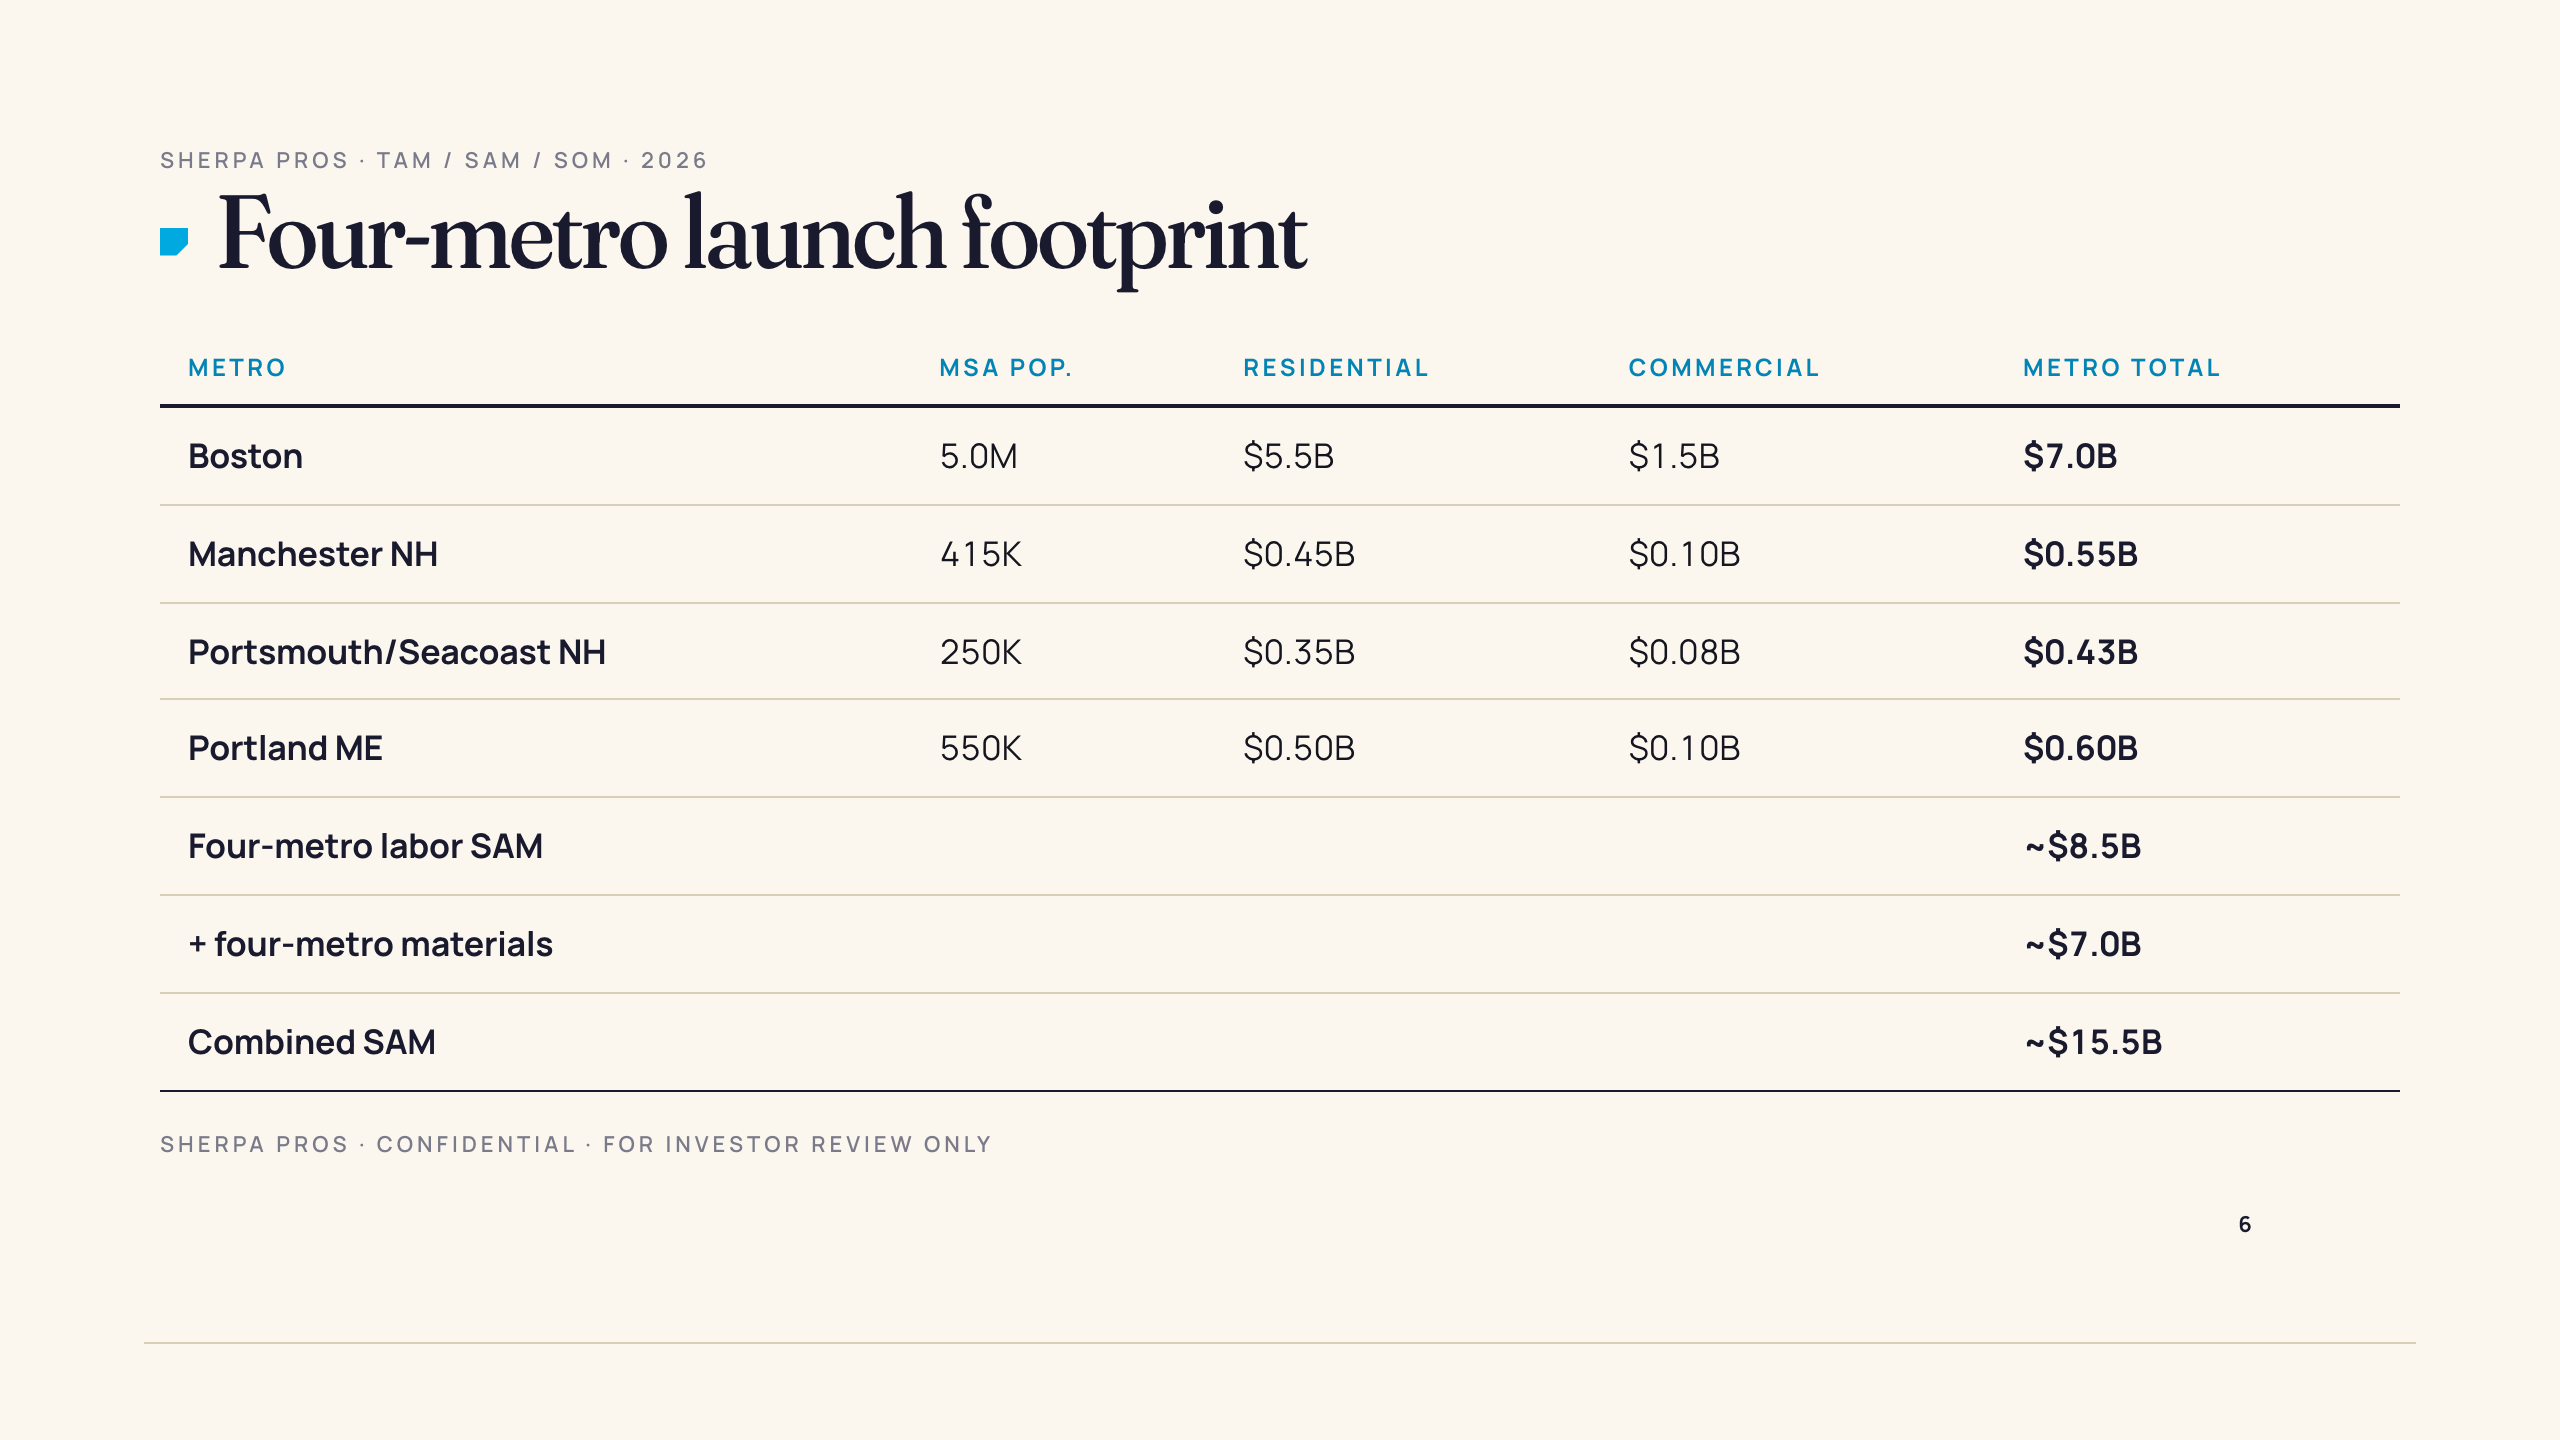 SHERPA PROS · TAM / SAM / SOM · 2026
Four-metro launch footprint
METRO MSA POP. RESIDENTIAL COMMERCIAL METRO TOTAL
Boston 5.0M $5.5B $1.5B $7.0B
Manchester NH 415K $0.45B $0.10B $0.55B
Portsmouth/Seacoast NH 250K $0.35B $0.08B $0.43B
Portland ME 550K $0.50B $0.10B $0.60B
Four-metro labor SAM ~$8.5B
+ four-metro materials ~$7.0B
Combined SAM ~$15.5B
SHERPA PROS · CONFIDENTIAL · FOR INVESTOR REVIEW ONLY
6